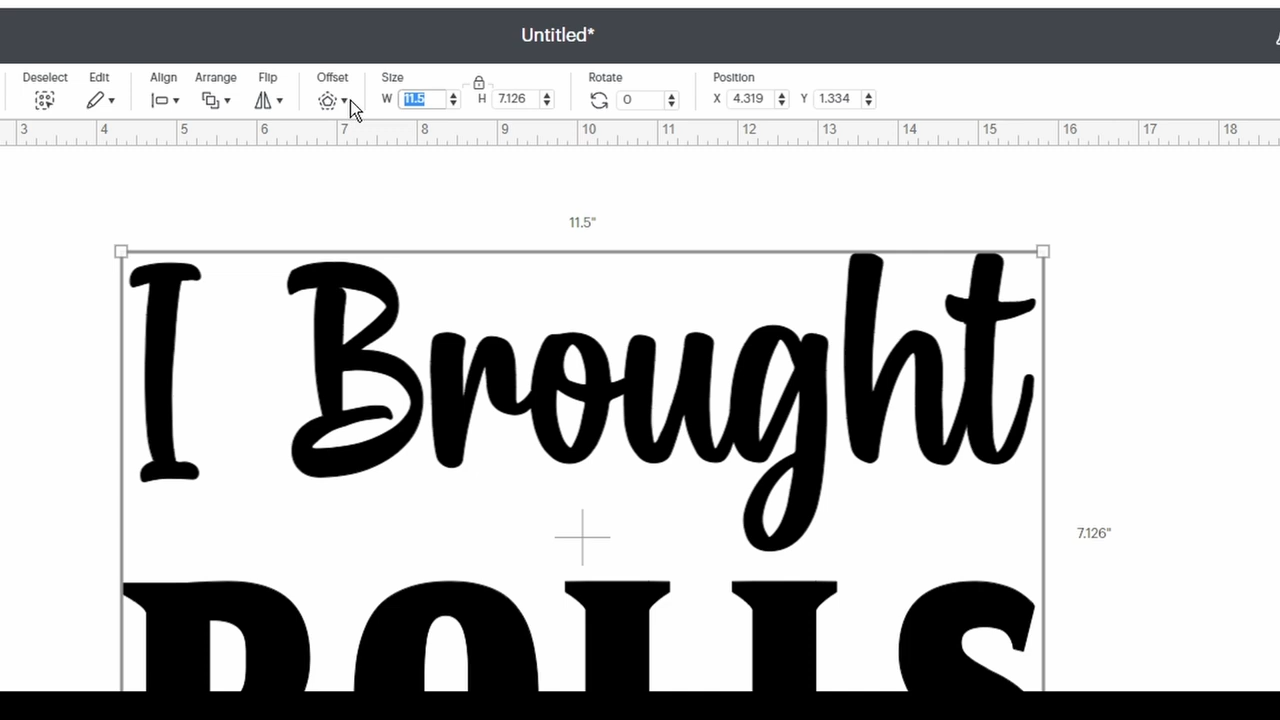 Untitled*
Deselect Edit Align Arrange Flip Offset Size Rotate Position
W 11.5 H 7.126 0 X 4.319 Y 1.334
3 4 5 6 7 8 9 10 11 12 13 14 15 16 17 18
11.5"
I Brought
7.126"
ROLLS